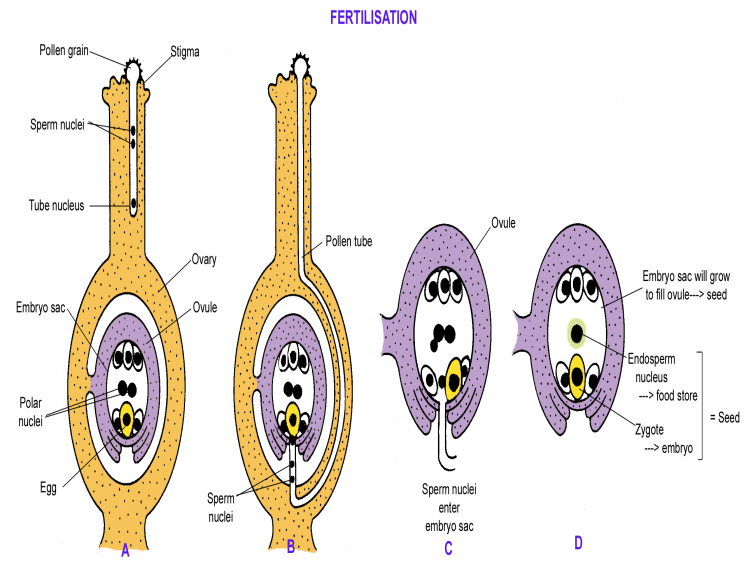 FERTILISATION
Pollen grain
Stigma
Sperm nuclei
Tube nucleus
Ovary
Embryo sac
Ovule
Polar
nuclei
Egg
A
Pollen tube
Sperm
nuclei
B
Ovule
Sperm nuclei
enter
embryo sac
C
Embryo sac will grow
to fill ovule---> seed
Endosperm
nucleus
---> food store
= Seed
Zygote
---> embryo
D